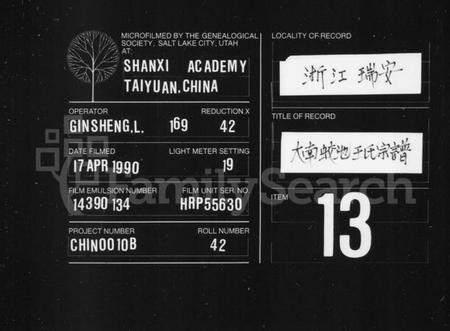 MICROFILMED BY THE GENEALOGICAL
SOCIETY, SALT LAKE CITY, UTAH
AT:
SHANXI ACADEMY
TAIYUAN.CHINA
OPERATOR
GINSHENG,L. 169
REDUCTION X
42
DATE FILMED
17 APR 1990
LIGHT METER SETTING
19
FILM EMULSION NUMBER
14390 134
FILM UNIT SER NO.
HRP55630
PROJECT NUMBER
CHIN0010B
ROLL NUMBER
42
LOCALITY OF RECORD
浙江 瑞安
TITLE OF RECORD
大南蛟池王氏宗譜
ITEM
13
FamilySearch